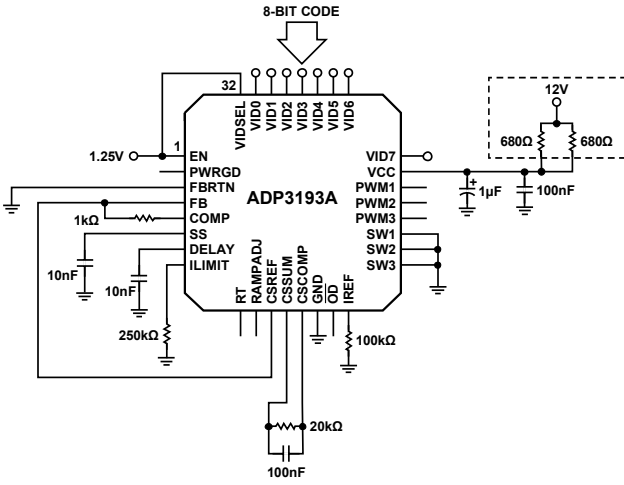 8-BIT CODE
32
VIDSEL
VID0
VID1
VID2
VID3
VID4
VID5
VID6
12V
680Ω
680Ω
1
1.25V
EN
PWRGD
FBRTN
FB
COMP
SS
DELAY
ILIMIT
ADP3193A
VID7
VCC
PWM1
PWM2
PWM3
SW1
SW2
SW3
+
1µF
100nF
1kΩ
10nF
10nF
250kΩ
RT
RAMPADJ
CSREF
CSSUM
CSCOMP
GND
OD
IREF
100kΩ
20kΩ
100nF